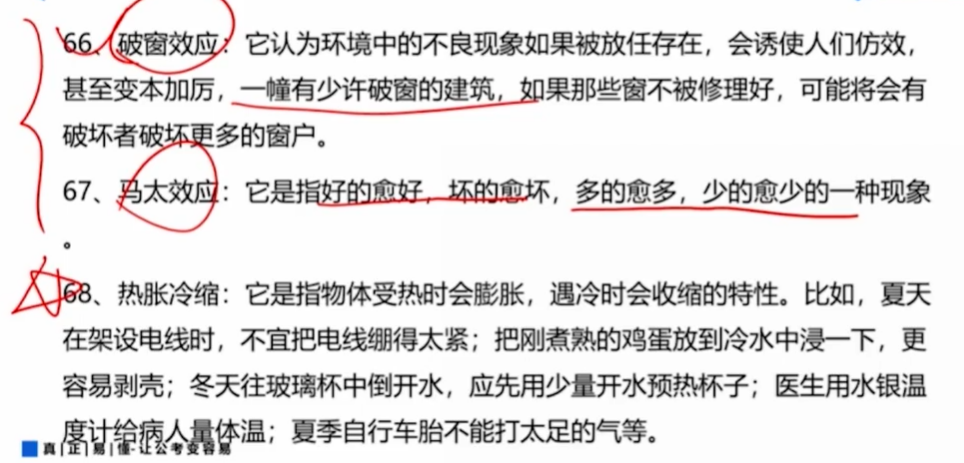 66、破窗效应：它认为环境中的不良现象如果被放任存在，会诱使人们仿效，
甚至变本加厉，一幢有少许破窗的建筑，如果那些窗不被修理好，可能将会有
破坏者破坏更多的窗户。
67、马太效应：它是指好的愈好，坏的愈坏，多的愈多，少的愈少的一种现象
。
68、热胀冷缩：它是指物体受热时会膨胀，遇冷时会收缩的特性。比如，夏天
在架设电线时，不宜把电线绷得太紧；把刚煮熟的鸡蛋放到冷水中浸一下，更
容易剥壳；冬天往玻璃杯中倒开水，应先用少量开水预热杯子；医生用水银温
度计给病人量体温；夏季自行车胎不能打太足的气等。
真|正|易|懂-让公考变容易